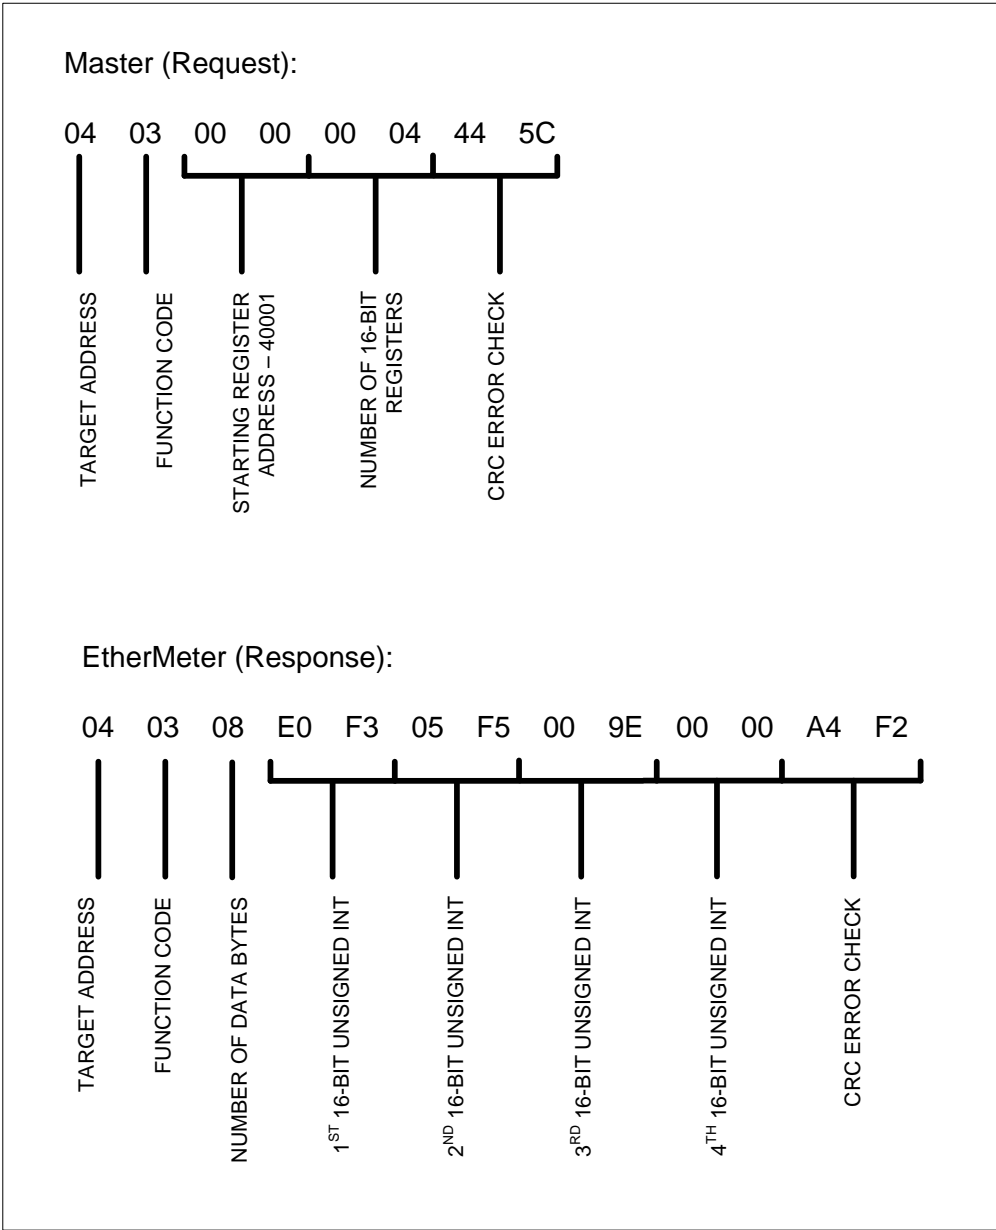 Master (Request):
04 03 00 00 00 04 44 5C
TARGET ADDRESS
FUNCTION CODE
STARTING REGISTER
ADDRESS – 40001
NUMBER OF 16-BIT
REGISTERS
CRC ERROR CHECK
EtherMeter (Response):
04 03 08 E0 F3 05 F5 00 9E 00 00 A4 F2
TARGET ADDRESS
FUNCTION CODE
NUMBER OF DATA BYTES
1ST 16-BIT UNSIGNED INT
2ND 16-BIT UNSIGNED INT
3RD 16-BIT UNSIGNED INT
4TH 16-BIT UNSIGNED INT
CRC ERROR CHECK